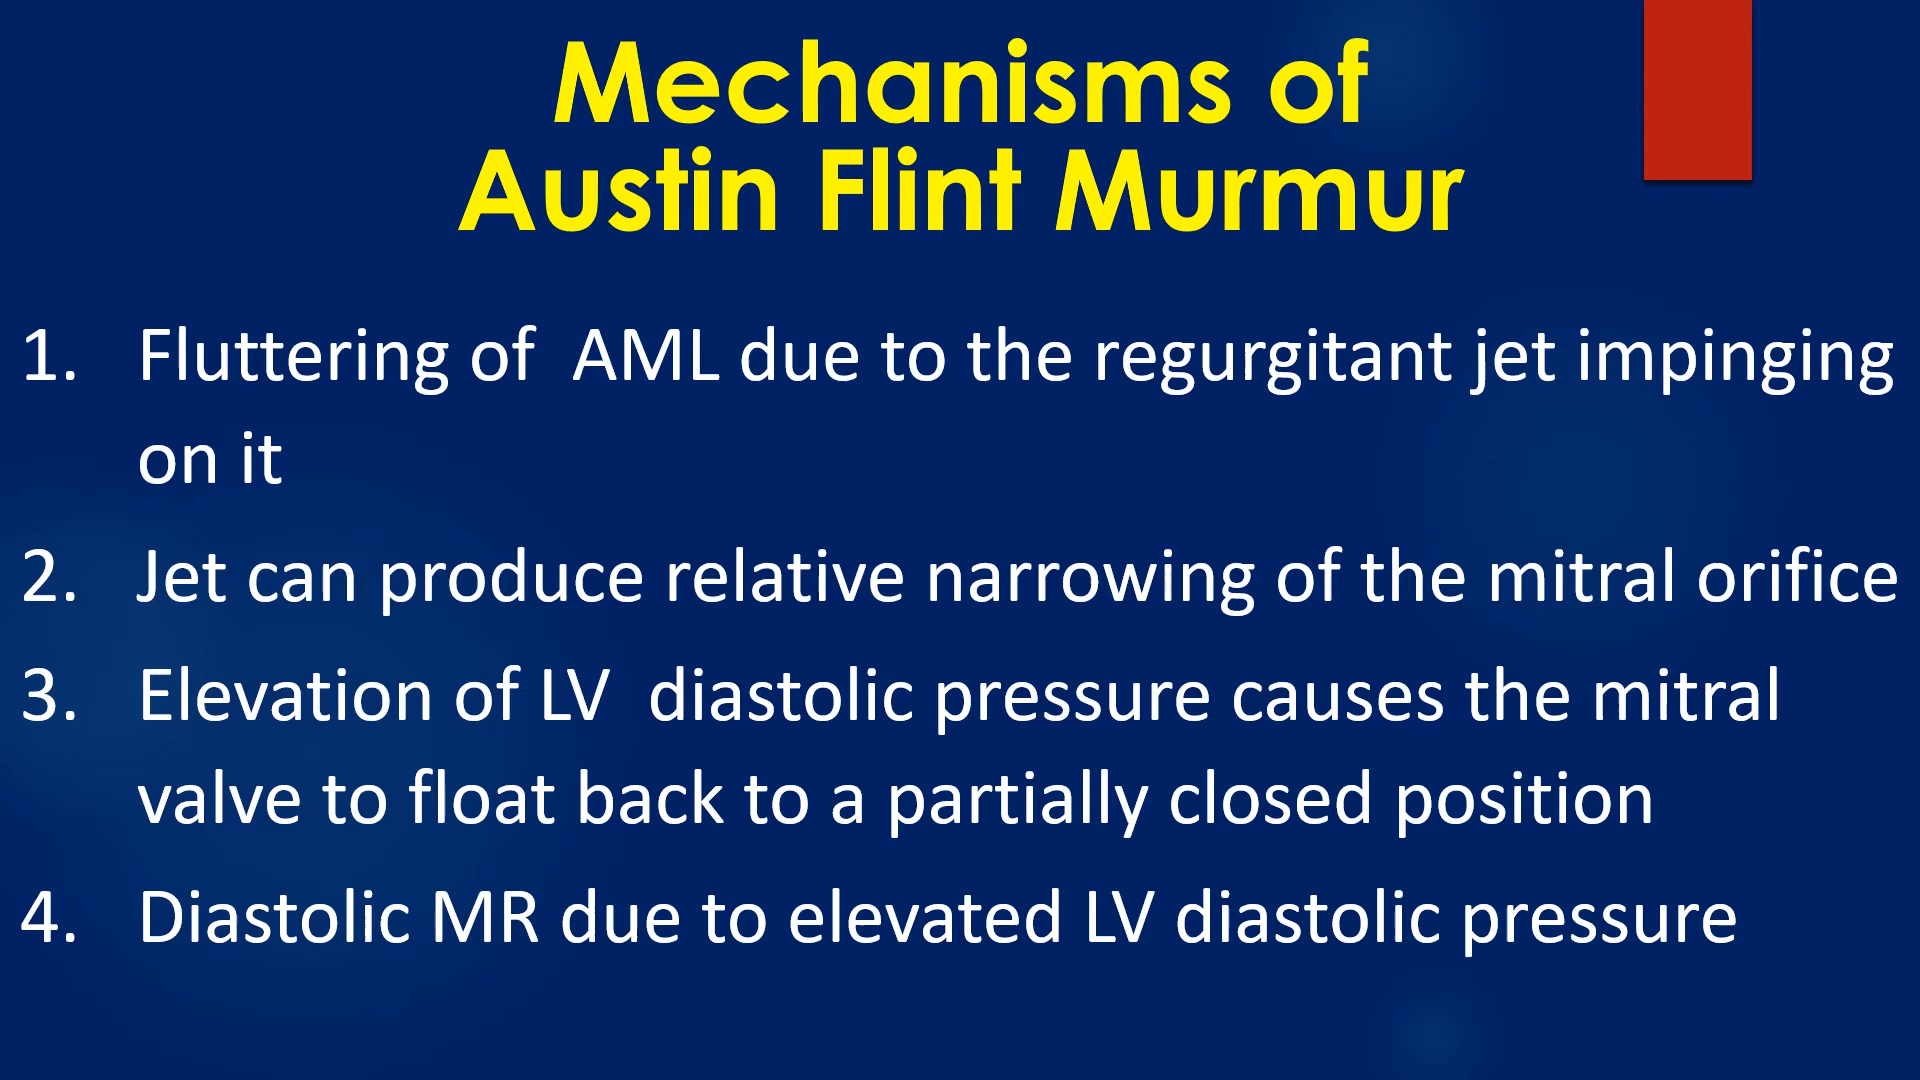 Mechanisms of
Austin Flint Murmur
1. Fluttering of AML due to the regurgitant jet impinging
on it
2. Jet can produce relative narrowing of the mitral orifice
3. Elevation of LV diastolic pressure causes the mitral
valve to float back to a partially closed position
4. Diastolic MR due to elevated LV diastolic pressure